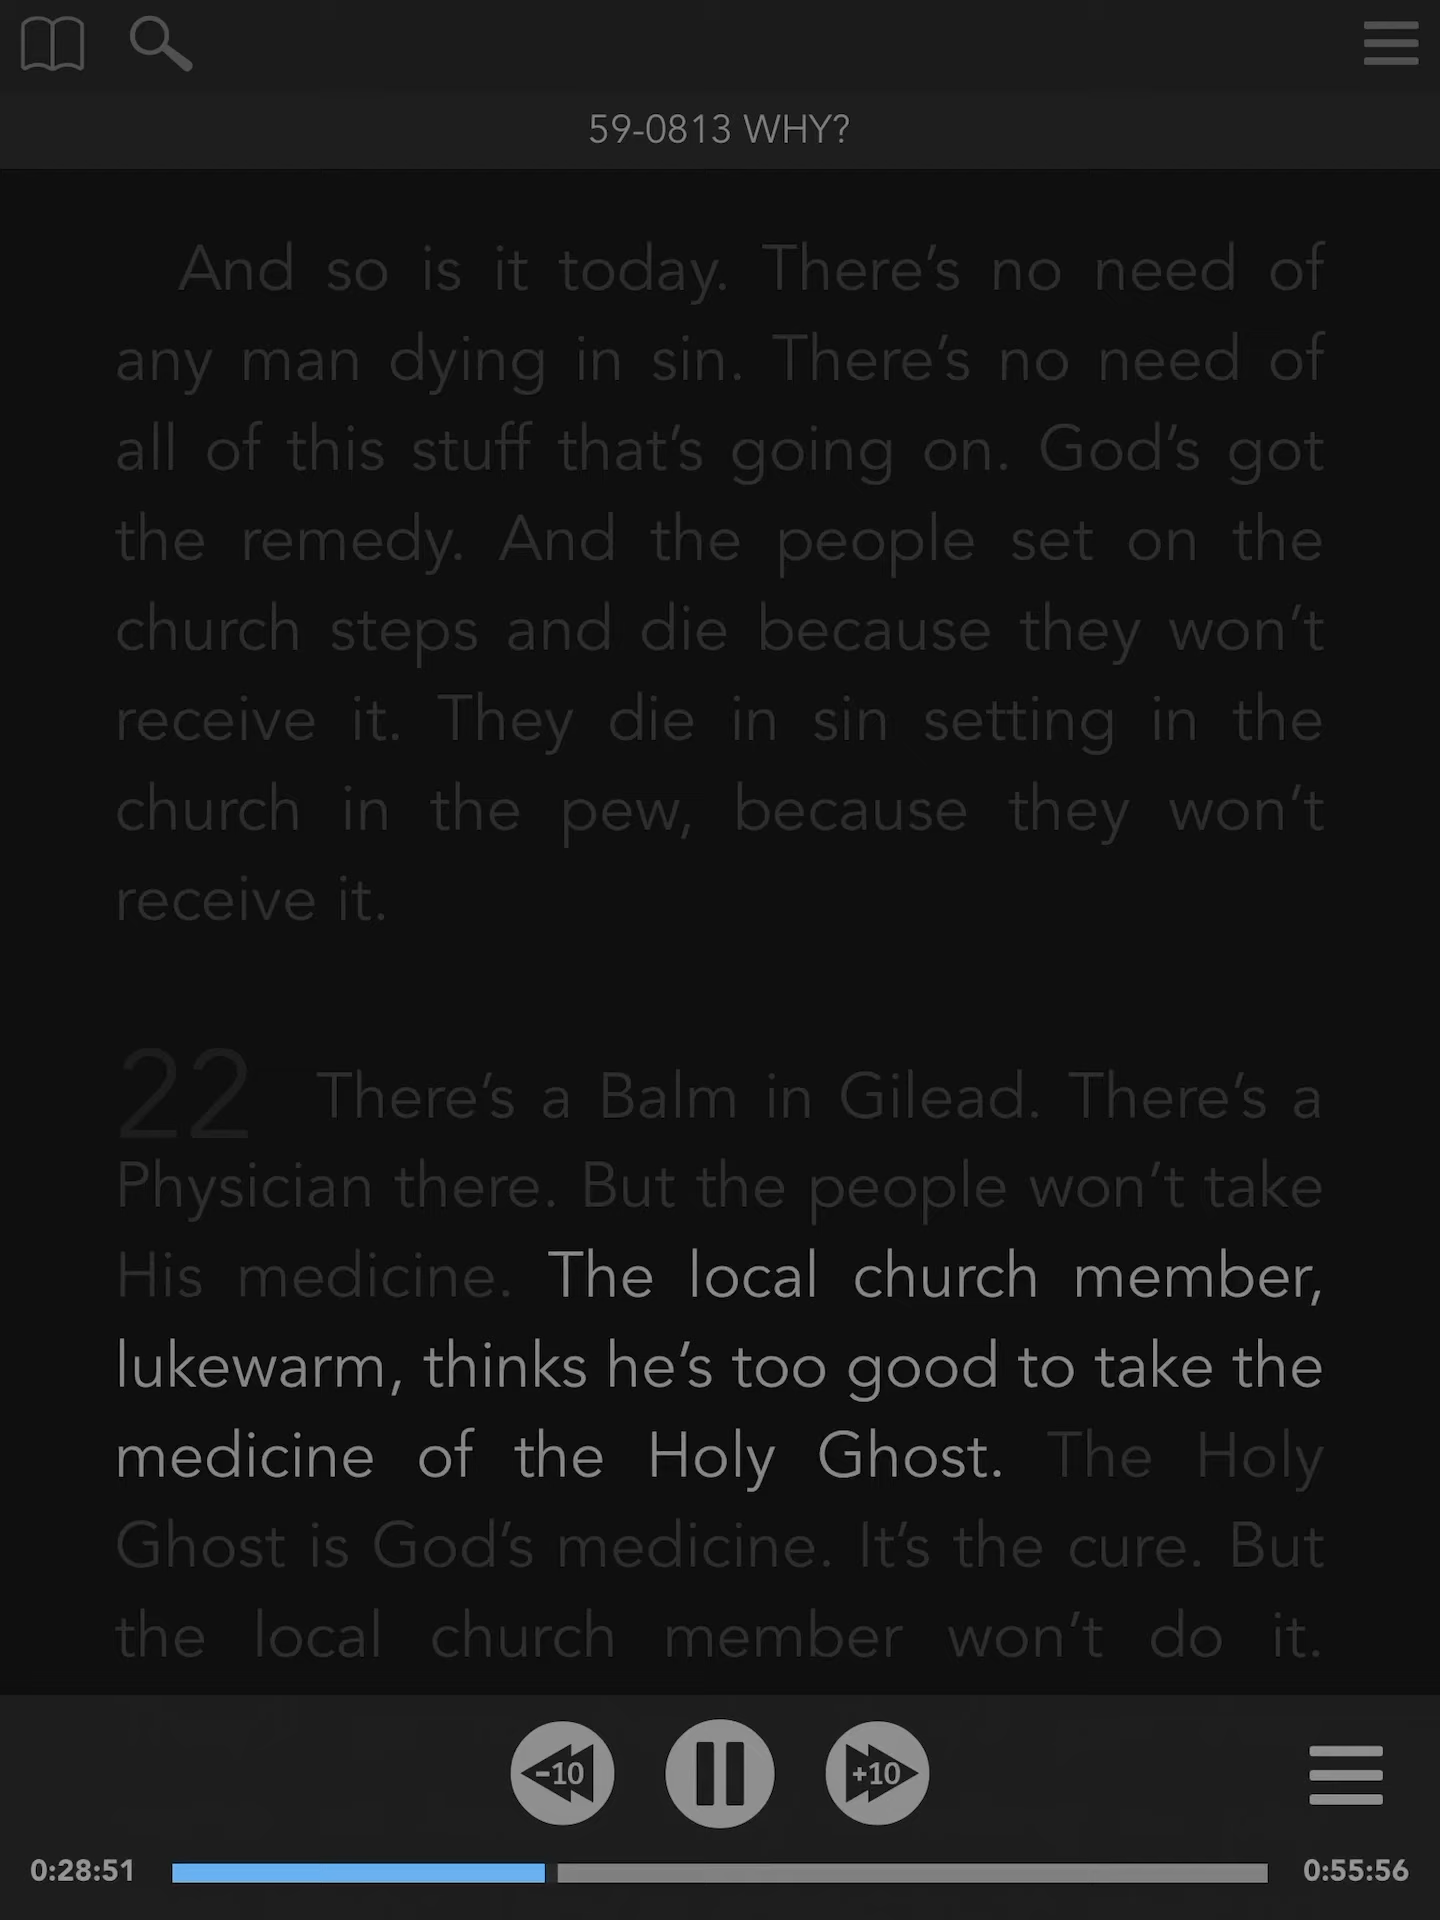 59-0813 WHY?
And so is it today. There’s no need of
any man dying in sin. There’s no need of
all of this stuff that’s going on. God’s got
the remedy. And the people set on the
church steps and die because they won’t
receive it. They die in sin setting in the
church in the pew, because they won’t
receive it.
22 There’s a Balm in Gilead. There’s a
Physician there. But the people won’t take
His medicine. The local church member,
lukewarm, thinks he’s too good to take the
medicine of the Holy Ghost. The Holy
Ghost is God’s medicine. It’s the cure. But
the local church member won’t do it.
-10 +10
0:28:51 0:55:56